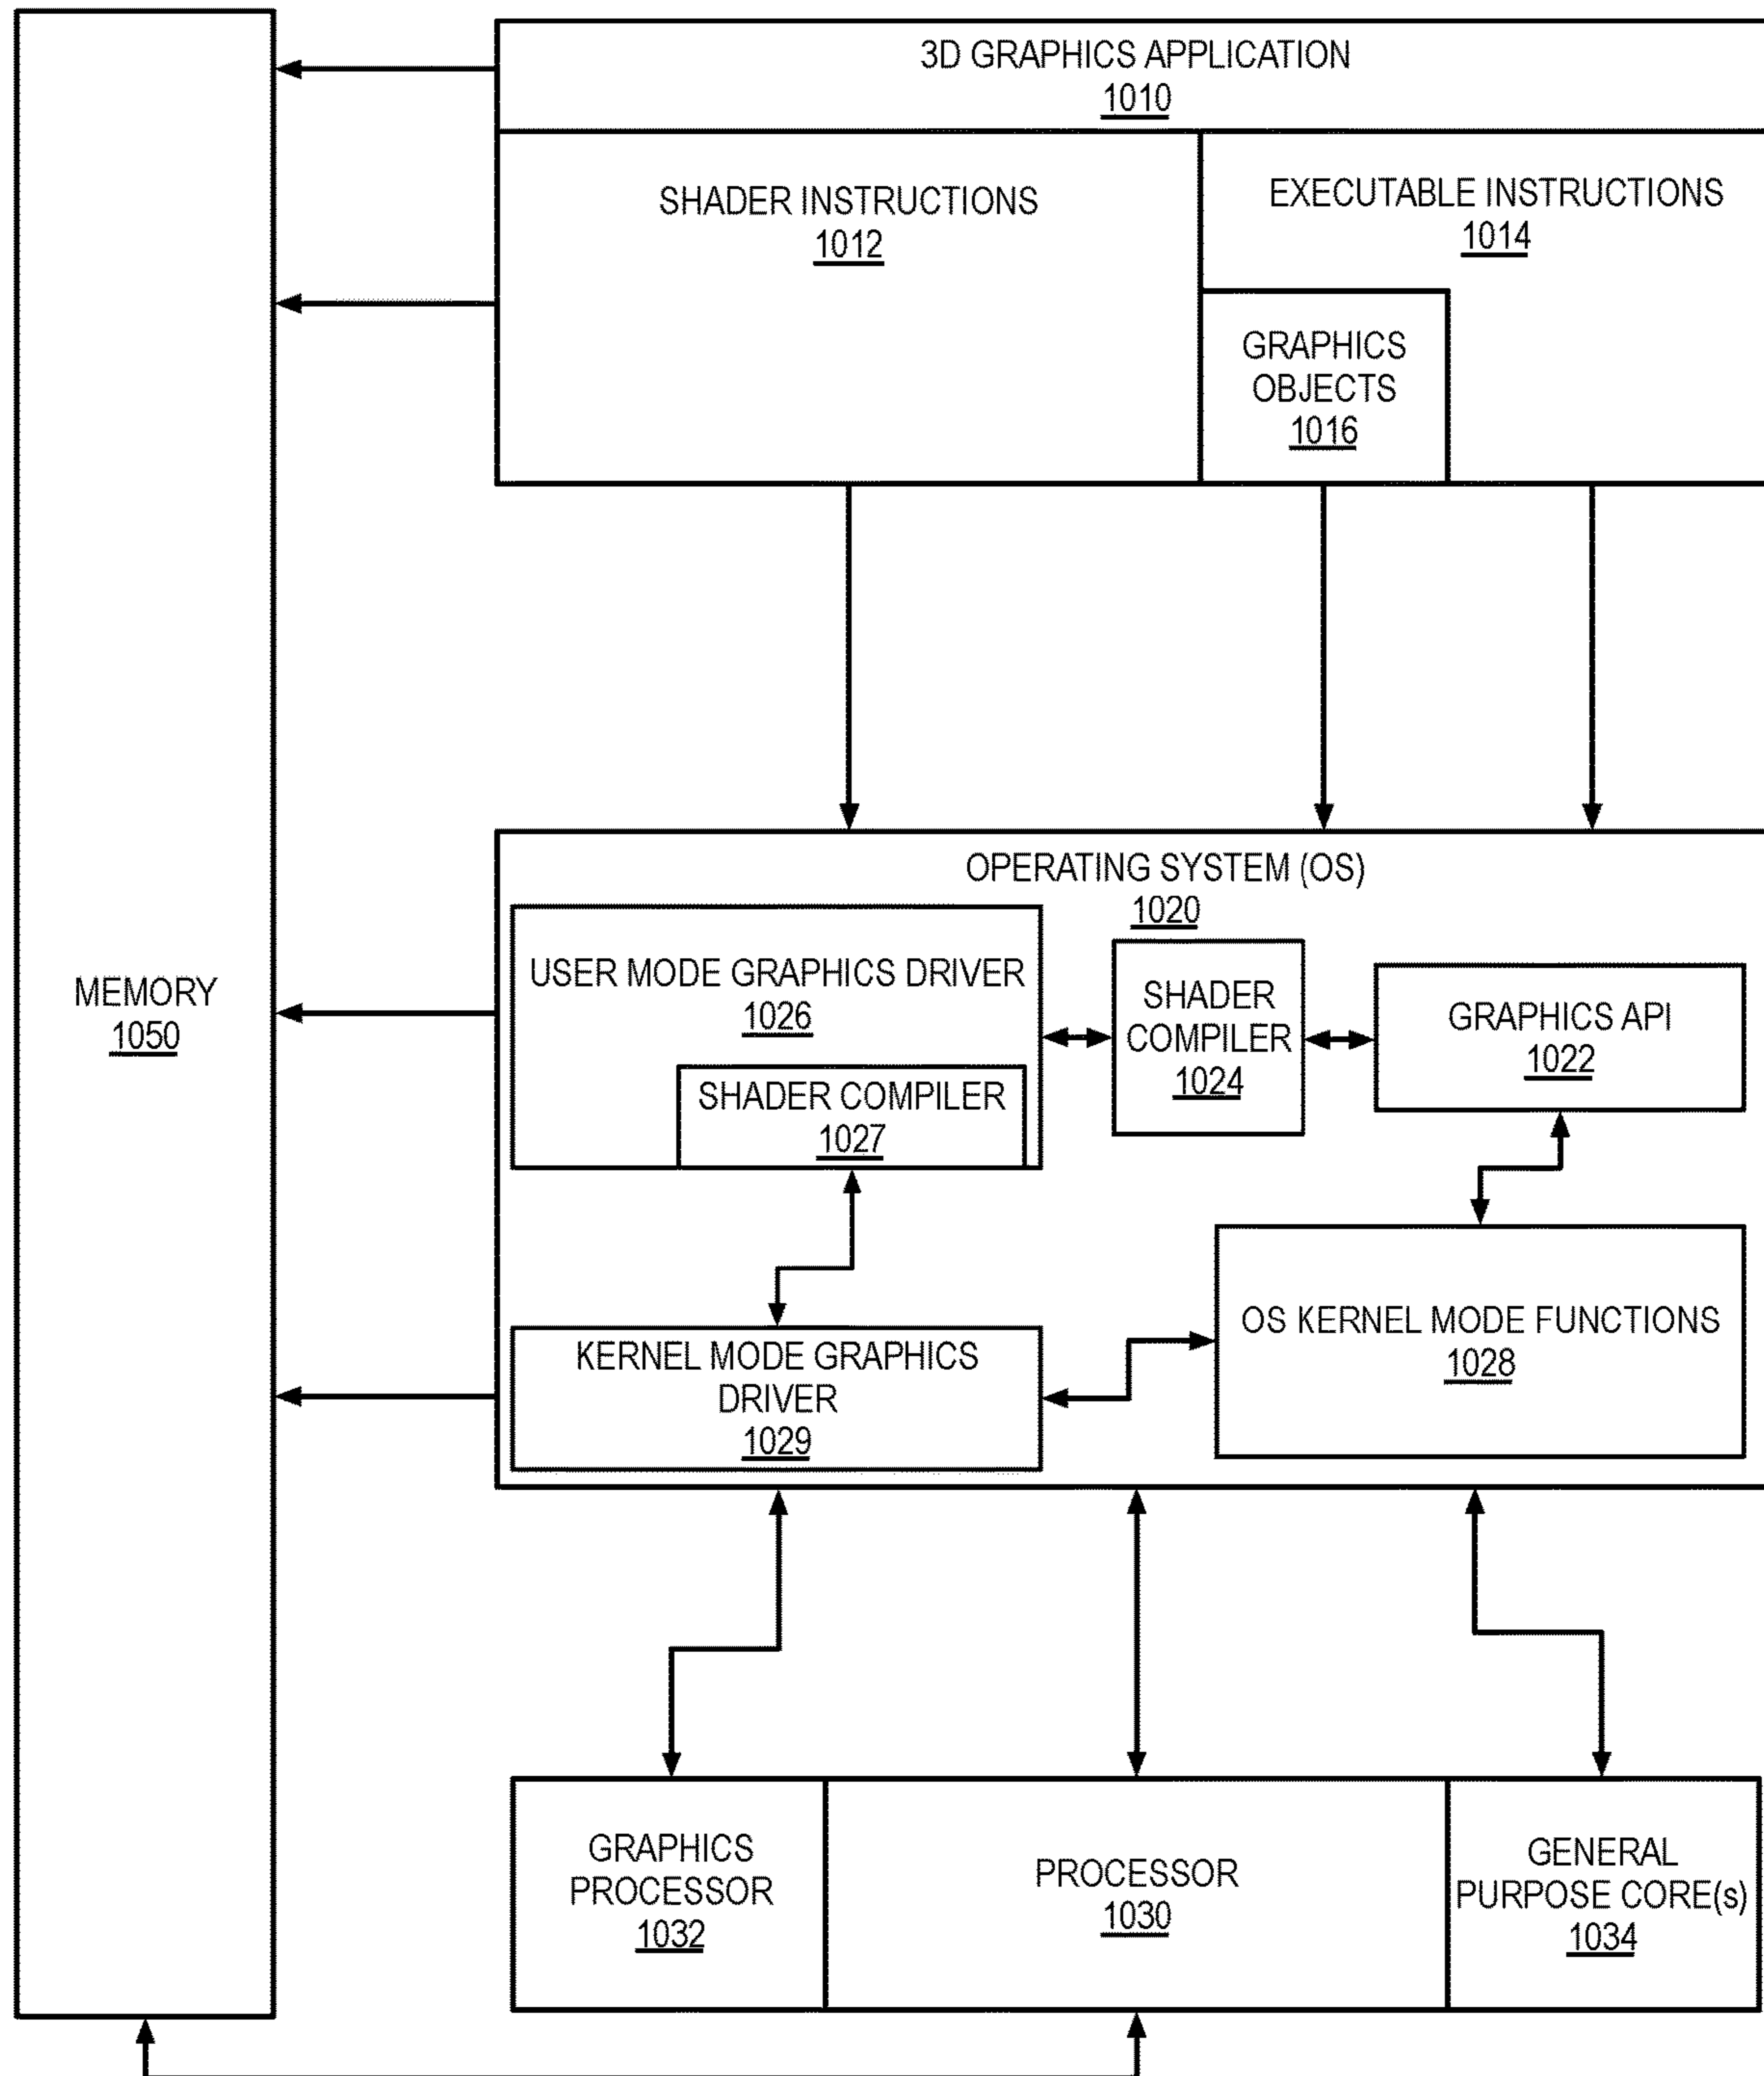 3D GRAPHICS APPLICATION
1010
SHADER INSTRUCTIONS
1012
EXECUTABLE INSTRUCTIONS
1014
GRAPHICS
OBJECTS
1016
MEMORY
1050
OPERATING SYSTEM (OS)
1020
USER MODE GRAPHICS DRIVER
1026
SHADER COMPILER
1027
SHADER
COMPILER
1024
GRAPHICS API
1022
KERNEL MODE GRAPHICS
DRIVER
1029
OS KERNEL MODE FUNCTIONS
1028
GRAPHICS
PROCESSOR
1032
PROCESSOR
1030
GENERAL
PURPOSE CORE(s)
1034